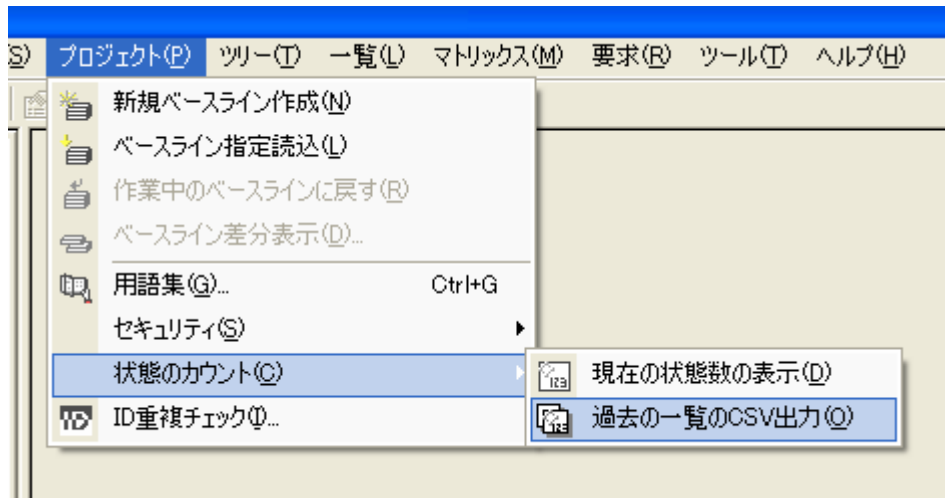 (S) プロジェクト(P) ツリー(T) 一覧(L) マトリックス(M) 要求(R) ツール(T) ヘルプ(H)
新規ベースライン作成(N)
ベースライン指定読込(L)
作業中のベースラインに戻す(R)
ベースライン差分表示(D)...
用語集(G)... Ctrl+G
セキュリティ(S)
状態のカウント(C)
現在の状態数の表示(D)
ID重複チェック(I)...
過去の一覧のCSV出力(O)